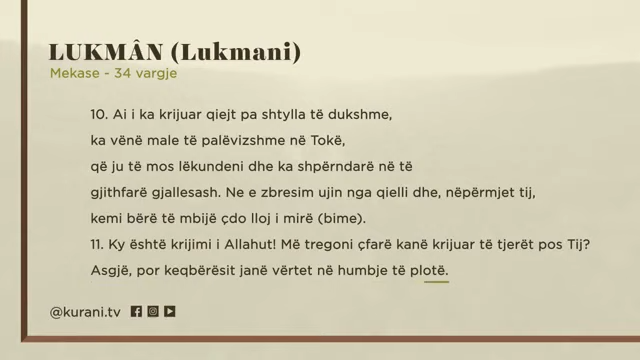 LUKMÂN (Lukmani)
Mekase - 34 vargje
10. Ai i ka krijuar qiejt pa shtylla të dukshme,
ka vënë male të palëvizshme në Tokë,
që ju të mos lëkundeni dhe ka shpërndarë në të
gjithfarë gjallesash. Ne e zbresim ujin nga qielli dhe, nëpërmjet tij,
kemi bërë të mbijë çdo lloj i mirë (bime).
11. Ky është krijimi i Allahut! Më tregoni çfarë kanë krijuar të tjerët pos Tij?
Asgjë, por keqbërësit janë vërtet në humbje të plotë.
@kurani.tv